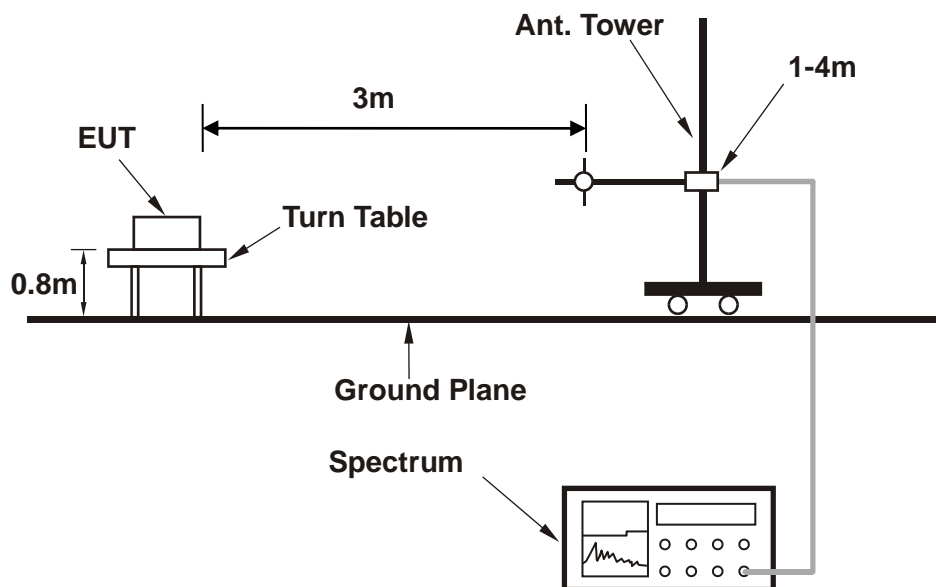 Ant. Tower
1-4m
3m
EUT
Turn Table
0.8m
Ground Plane
Spectrum